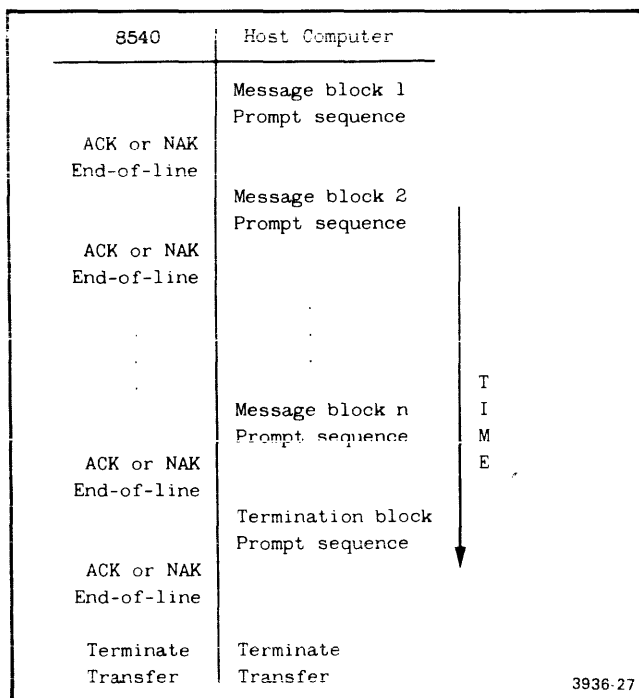 8540 Host Computer
Message block 1
Prompt sequence
ACK or NAK
End-of-line
Message block 2
Prompt sequence
ACK or NAK
End-of-line
Message block n
Prompt sequence
ACK or NAK
End-of-line
Termination block
Prompt sequence
ACK or NAK
End-of-line
Terminate Terminate
Transfer Transfer
T
I
M
E
3936-27